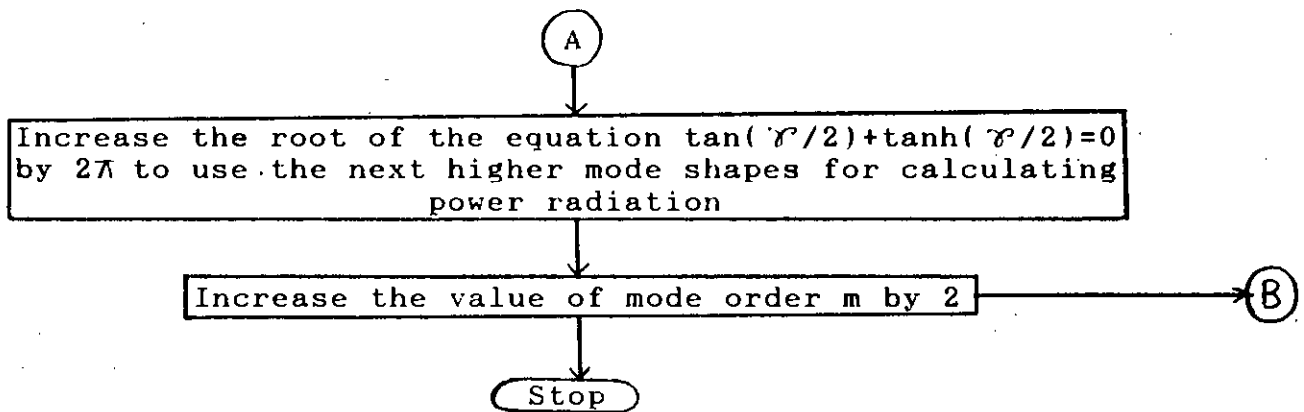 A
Increase the root of the equation tan(γ/2)+tanh(γ/2)=0
by 2π to use the next higher mode shapes for calculating
power radiation
Increase the value of mode order m by 2
B
Stop